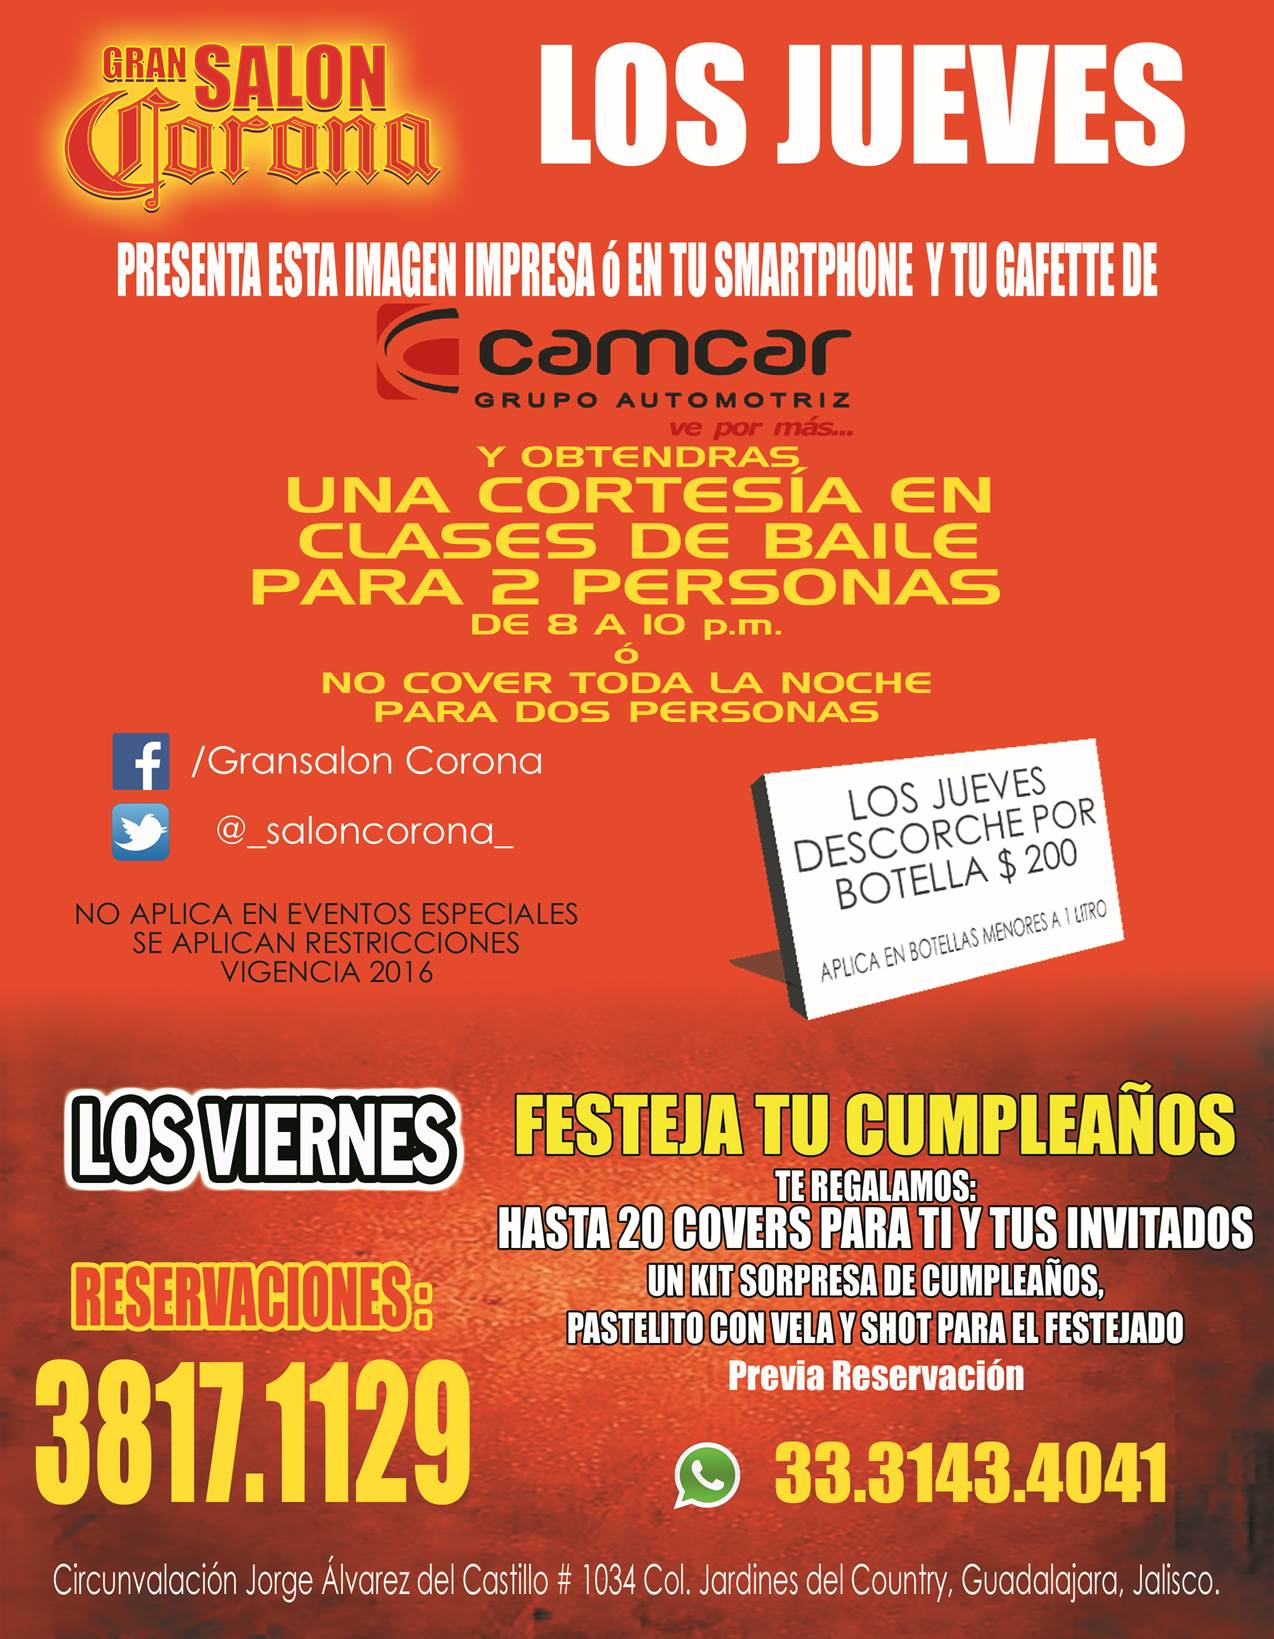 GRAN SALON
Corona
LOS JUEVES
PRESENTA ESTA IMAGEN IMPRESA ó EN TU SMARTPHONE Y TU GAFETTE DE
camcar
GRUPO AUTOMOTRIZ
ve por más...
Y OBTENDRAS
UNA CORTESÍA EN
CLASES DE BAILE
PARA 2 PERSONAS
DE 8 A 10 p.m.
ó
NO COVER TODA LA NOCHE
PARA DOS PERSONAS
f /Gransalon Corona
@_saloncorona_
NO APLICA EN EVENTOS ESPECIALES
SE APLICAN RESTRICCIONES
VIGENCIA 2016
LOS JUEVES
DESCORCHE POR
BOTELLA $ 200
APLICA EN BOTELLAS MENORES A 1 LITRO
LOS VIERNES
FESTEJA TU CUMPLEAÑOS
TE REGALAMOS:
HASTA 20 COVERS PARA TI Y TUS INVITADOS
UN KIT SORPRESA DE CUMPLEAÑOS,
PASTELITO CON VELA Y SHOT PARA EL FESTEJADO
Previa Reservación
RESERVACIONES:
3817.1129
33.3143.4041
Circunvalación Jorge Álvarez del Castillo # 1034 Col. Jardines del Country, Guadalajara, Jalisco.